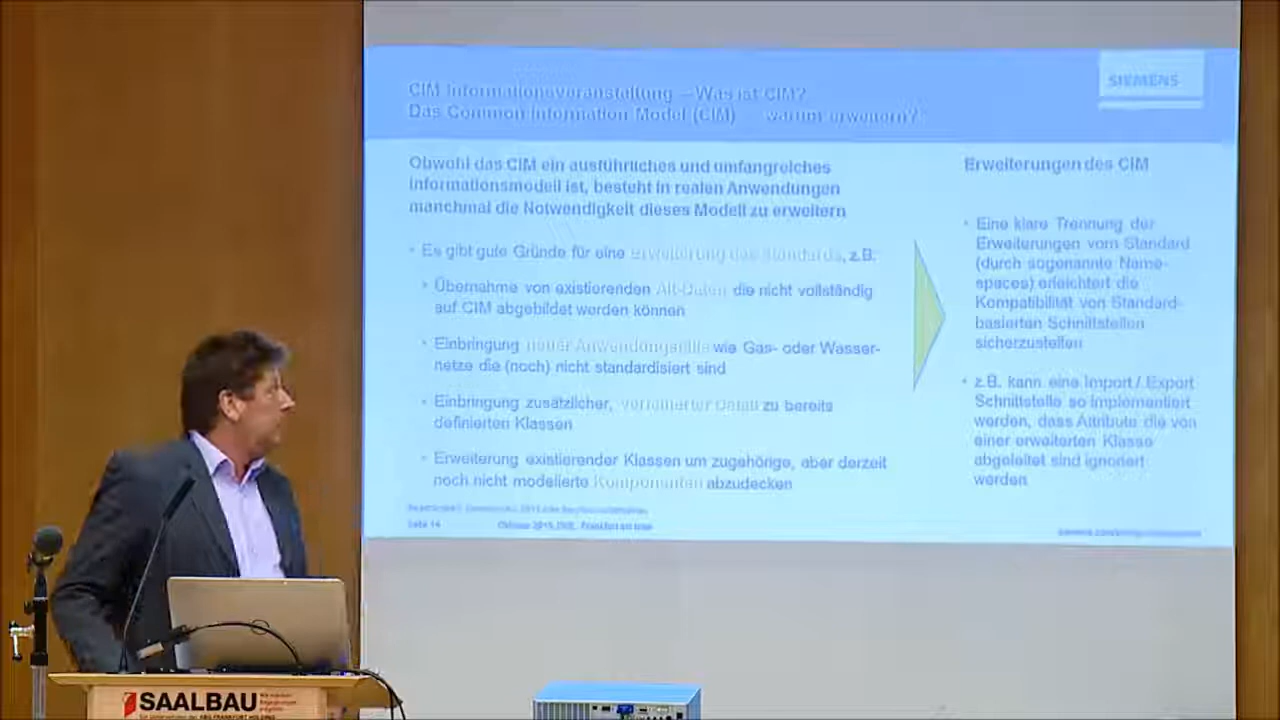 CIM Informationsveranstaltung – Was ist CIM?
Das Common Information Model (CIM) warum erweitern?
SIEMENS
Obwohl das CIM ein ausführliches und umfangreiches
Informationsmodell ist, besteht in realen Anwendungen
manchmal die Notwendigkeit dieses Modell zu erweitern
• Es gibt gute Gründe für eine Erweiterung des Standards, z.B.
• Übernahme von existierenden Alt-Daten die nicht vollständig
auf CIM abgebildet werden können
• Einbringung neuer Anwendungsfälle wie Gas- oder Wasser-
netze die (noch) nicht standardisiert sind
• Einbringung zusätzlicher, verfeinerter Detail zu bereits
definierten Klassen
• Erweiterung existierender Klassen um zugehörige, aber derzeit
noch nicht modelierte Komponenten abzudecken
Erweiterungen des CIM
• Eine klare Trennung der
Erweiterungen vom Standard
(durch sogenannte Name-
spaces) erleichtert die
Kompatibilität von Standard-
basierten Schnittstellen
sicherzustellen
• z.B. kann eine Import / Export
Schnittstelle so implementiert
werden, dass Attribute die von
einer erweiterten Klasse
abgeleitet sind ignoriert
werden
Seite 14
Frankfurt am Main
SAALBAU